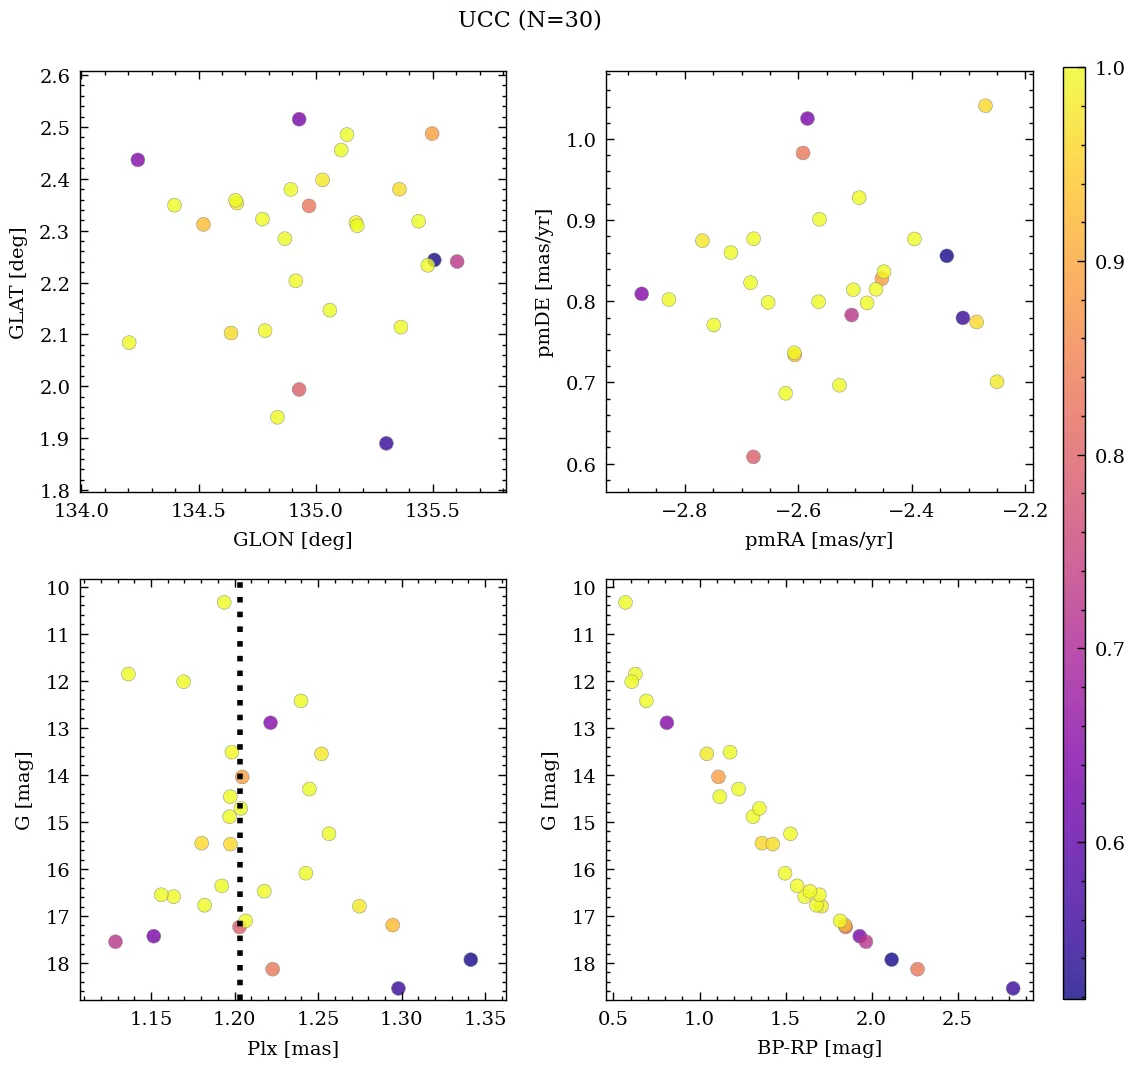 UCC (N=30)
2.6
2.5
2.4
2.3
2.2
2.1
2.0
1.9
1.8
GLAT [deg]
134.0 134.5 135.0 135.5
GLON [deg]
1.0
0.9
0.8
0.7
0.6
pmDE [mas/yr]
−2.8 −2.6 −2.4 −2.2
pmRA [mas/yr]
10
11
12
13
14
15
16
17
18
G [mag]
1.15 1.20 1.25 1.30 1.35
Plx [mas]
10
11
12
13
14
15
16
17
18
G [mag]
0.5 1.0 1.5 2.0 2.5
BP-RP [mag]
1.0
0.9
0.8
0.7
0.6